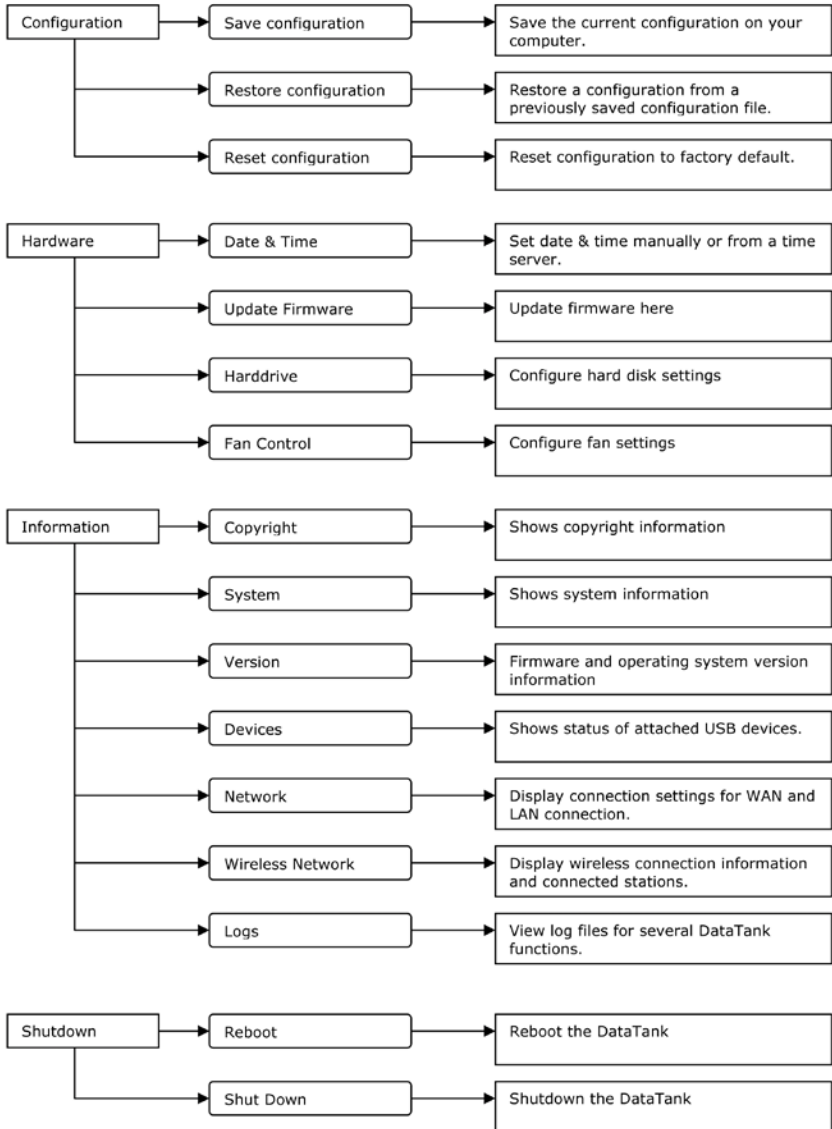 Configuration
Save configuration
Save the current configuration on your
computer.
Restore configuration
Restore a configuration from a
previously saved configuration file.
Reset configuration
Reset configuration to factory default.
Hardware
Date & Time
Set date & time manually or from a time
server.
Update Firmware
Update firmware here
Harddrive
Configure hard disk settings
Fan Control
Configure fan settings
Information
Copyright
Shows copyright information
System
Shows system information
Version
Firmware and operating system version
information
Devices
Shows status of attached USB devices.
Network
Display connection settings for WAN and
LAN connection.
Wireless Network
Display wireless connection information
and connected stations.
Logs
View log files for several DataTank
functions.
Shutdown
Reboot
Reboot the DataTank
Shut Down
Shutdown the DataTank